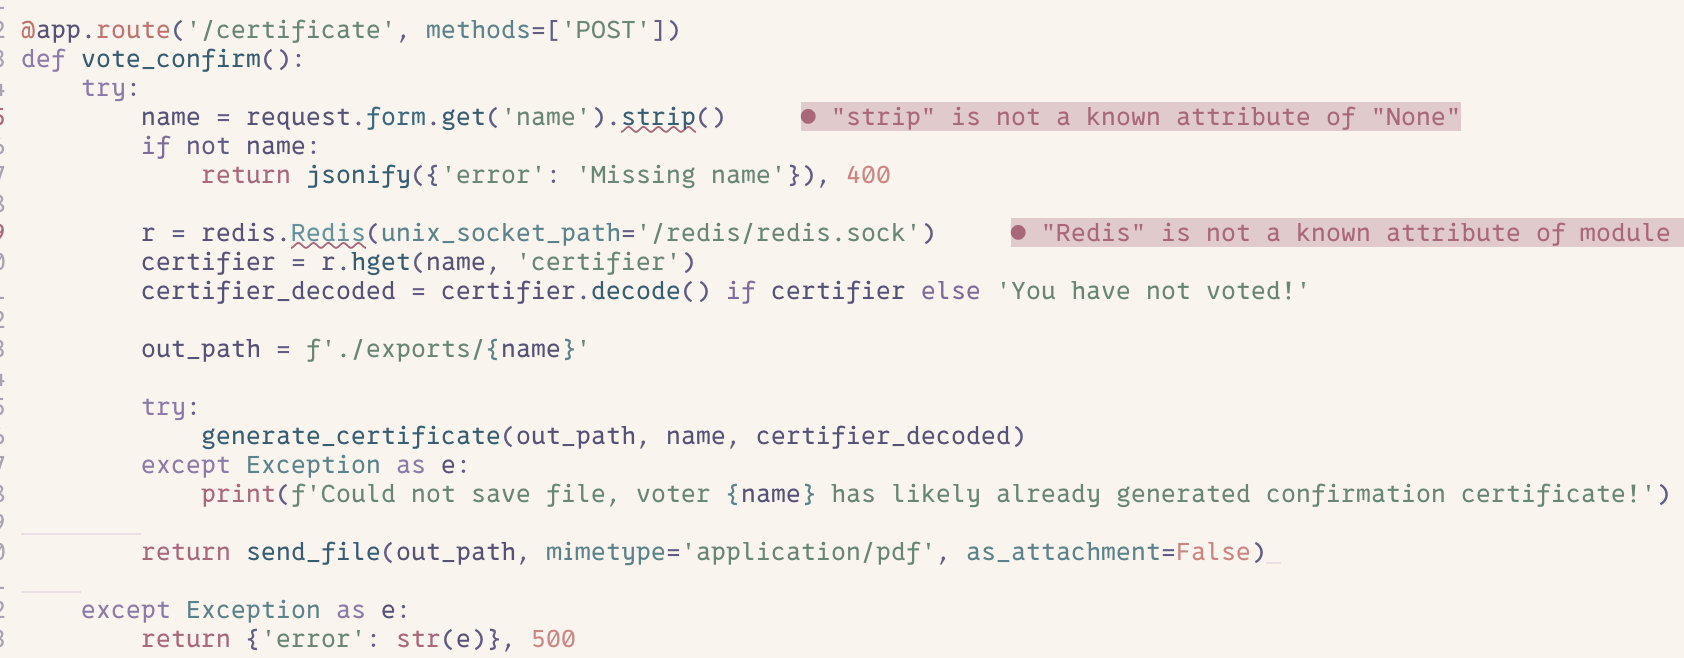 @app.route('/certificate', methods=['POST'])
def vote_confirm():
    try:
        name = request.form.get('name').strip()     ● "strip" is not a known attribute of "None"
        if not name:
            return jsonify({'error': 'Missing name'}), 400

        r = redis.Redis(unix_socket_path='/redis/redis.sock')     ● "Redis" is not a known attribute of module
        certifier = r.hget(name, 'certifier')
        certifier_decoded = certifier.decode() if certifier else 'You have not voted!'

        out_path = f'./exports/{name}'

        try:
            generate_certificate(out_path, name, certifier_decoded)
        except Exception as e:
            print(f'Could not save file, voter {name} has likely already generated confirmation certificate!')

        return send_file(out_path, mimetype='application/pdf', as_attachment=False)

    except Exception as e:
        return {'error': str(e)}, 500